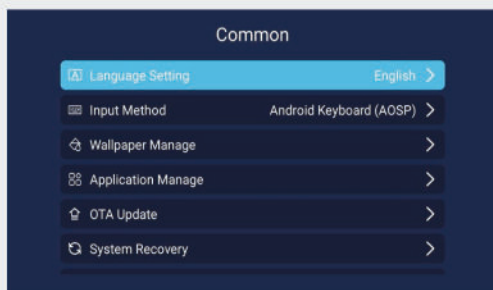 Common
Language Setting English
Input Method Android Keyboard (AOSP)
Wallpaper Manage
Application Manage
OTA Update
System Recovery